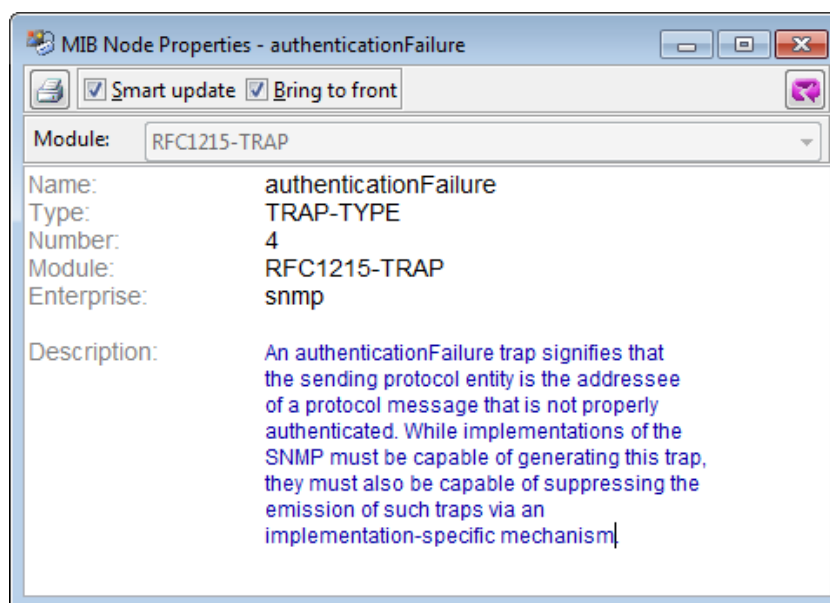 MIB Node Properties - authenticationFailure
Smart update Bring to front
Module: RFC1215-TRAP
Name: authenticationFailure
Type: TRAP-TYPE
Number: 4
Module: RFC1215-TRAP
Enterprise: snmp
Description: An authenticationFailure trap signifies that
the sending protocol entity is the addressee
of a protocol message that is not properly
authenticated. While implementations of the
SNMP must be capable of generating this trap,
they must also be capable of suppressing the
emission of such traps via an
implementation-specific mechanism.